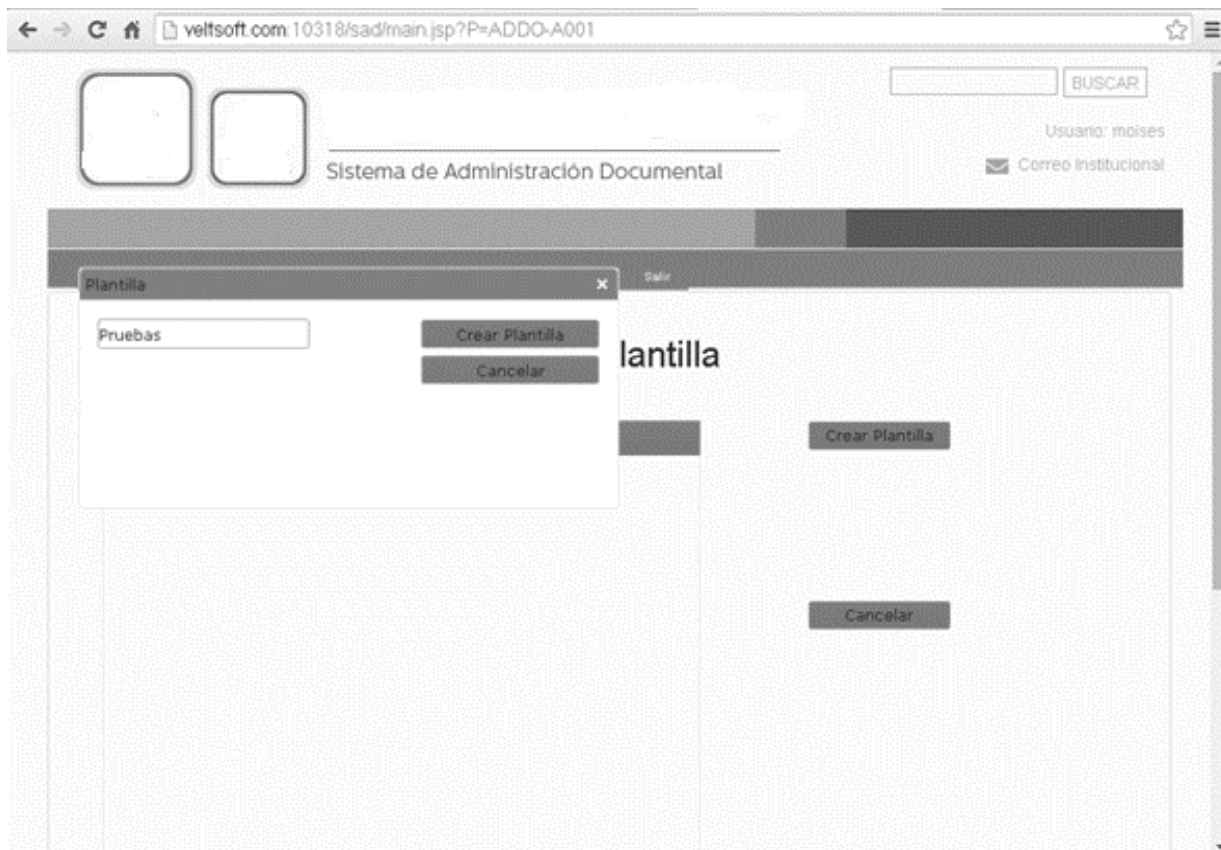 veltsoft.com:10318/sad/main.jsp?P=ADDO-A001
BUSCAR
Usuario: moises
Correo Institucional
Sistema de Administración Documental
Salir
Plantilla
Pruebas
Crear Plantilla
Cancelar
lantilla
Crear Plantilla
Cancelar